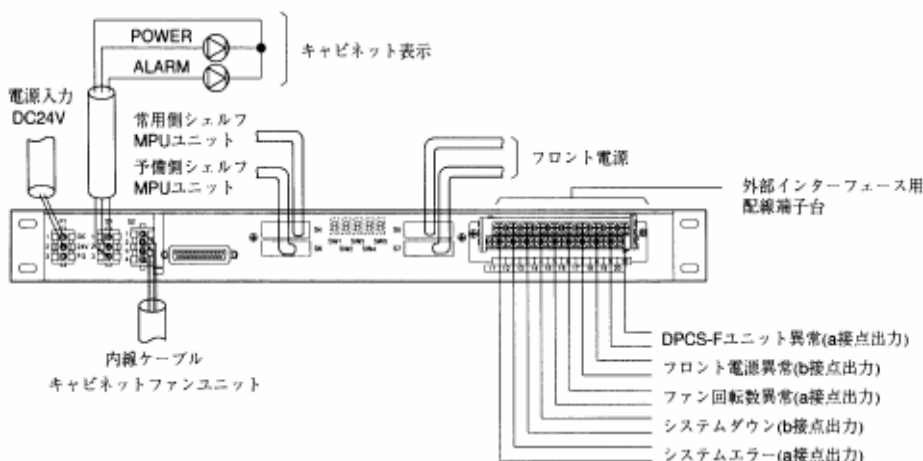 POWER
ALARM
キャビネット表示
電源入力
DC24V
常用側シェルフ
MPUユニット
予備側シェルフ
MPUユニット
フロント電源
外部インターフェース用
配線端子台
内線ケーブル
キャビネットファンユニット
DPCS-Fユニット異常(a接点出力)
フロント電源異常(b接点出力)
ファン回転数異常(a接点出力)
システムダウン(b接点出力)
システムエラー(a接点出力)